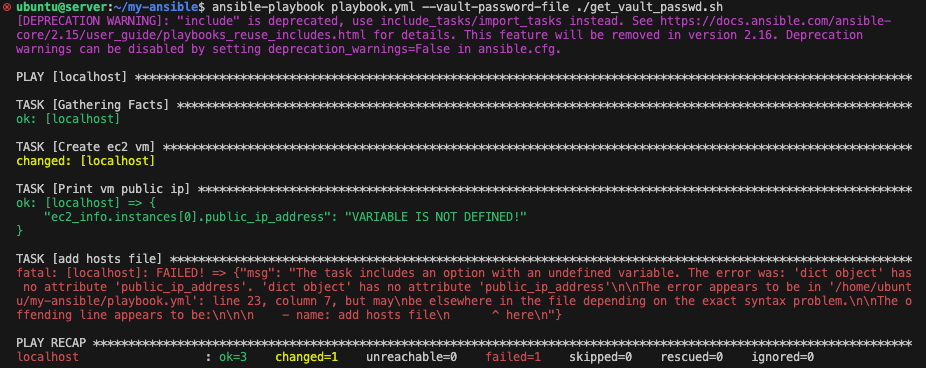 ubuntu@server:~/my-ansible$ ansible-playbook playbook.yml --vault-password-file ./get_vault_passwd.sh
[DEPRECATION WARNING]: "include" is deprecated, use include_tasks/import_tasks instead. See https://docs.ansible.com/ansible-
core/2.15/user_guide/playbooks_reuse_includes.html for details. This feature will be removed in version 2.16. Deprecation
warnings can be disabled by setting deprecation_warnings=False in ansible.cfg.
PLAY [localhost] ***************************************************************************************************************
TASK [Gathering Facts] *********************************************************************************************************
ok: [localhost]
TASK [Create ec2 vm] ***********************************************************************************************************
changed: [localhost]
TASK [Print vm public ip] ******************************************************************************************************
ok: [localhost] => {
    "ec2_info.instances[0].public_ip_address": "VARIABLE IS NOT DEFINED!"
}
TASK [add hosts file] **********************************************************************************************************
fatal: [localhost]: FAILED! => {"msg": "The task includes an option with an undefined variable. The error was: 'dict object' has
 no attribute 'public_ip_address'. 'dict object' has no attribute 'public_ip_address'\n\nThe error appears to be in '/home/ubunt
u/my-ansible/playbook.yml': line 23, column 7, but may\nbe elsewhere in the file depending on the exact syntax problem.\n\nThe o
ffending line appears to be:\n\n\n    - name: add hosts file\n      ^ here\n"}
PLAY RECAP *********************************************************************************************************************
localhost                  : ok=3    changed=1    unreachable=0    failed=1    skipped=0    rescued=0    ignored=0